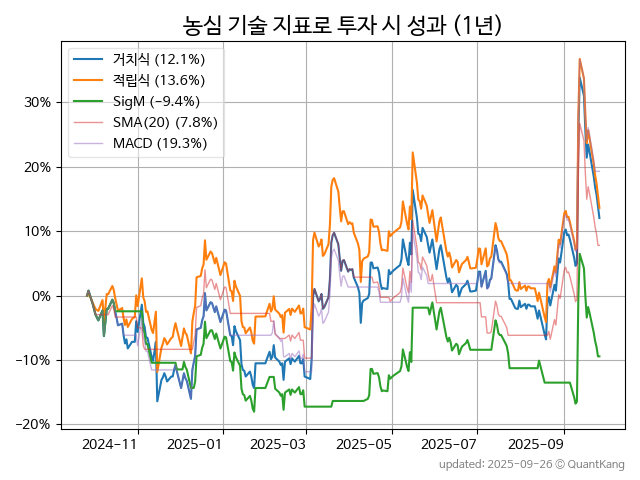 농심 기술 지표로 투자 시 성과 (1년)
거치식 (12.1%)
적립식 (13.6%)
SigM (−9.4%)
SMA(20) (7.8%)
MACD (19.3%)
30%
20%
10%
0%
−10%
−20%
2024−11 2025−01 2025−03 2025−05 2025−07 2025−09
updated: 2025-09-26 © QuantKang